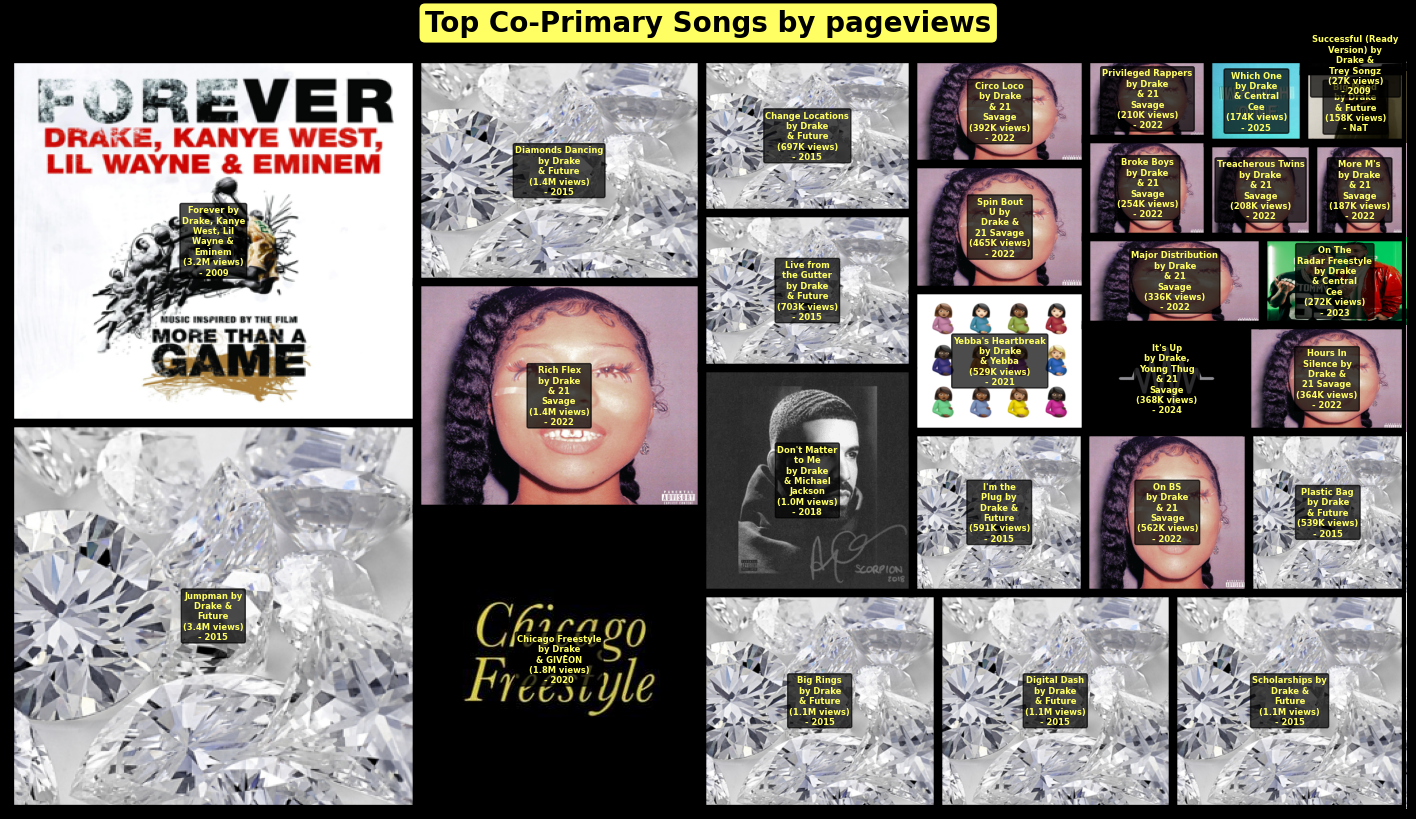 Top Co-Primary Songs by pageviews
FOREVER
DRAKE, KANYE WEST,
LIL WAYNE & EMINEM
Forever by
Drake, Kanye
West, Lil
Wayne &
Eminem
(3.2M views)
- 2009
MUSIC INSPIRED BY THE FILM
MORE THAN A
GAME
Jumpman by
Drake &
Future
(3.4M views)
- 2015
Diamonds Dancing
by Drake
& Future
(1.4M views)
- 2015
Rich Flex
by Drake
& 21
Savage
(1.4M views)
- 2022
PARENTAL
ADVISORY
EXPLICIT CONTENT
Chicago
Freestyle
Chicago Freestyle
by Drake
& GIVĒON
(1.8M views)
- 2020
Change Locations
by Drake
& Future
(697K views)
- 2015
Live from
the Gutter
by Drake
& Future
(703K views)
- 2015
Don't Matter
to Me
by Drake
& Michael
Jackson
(1.0M views)
- 2018
SCORPION
2018
Big Rings
by Drake
& Future
(1.1M views)
- 2015
Digital Dash
by Drake
& Future
(1.1M views)
- 2015
Scholarships by
Drake &
Future
(1.1M views)
- 2015
Circo Loco
by Drake
& 21
Savage
(392K views)
- 2022
Spin Bout
U by
Drake &
21 Savage
(465K views)
- 2022
Yebba's Heartbreak
by Drake
& Yebba
(529K views)
- 2021
I'm the
Plug by
Drake &
Future
(591K views)
- 2015
On BS
by Drake
& 21
Savage
(562K views)
- 2022
Plastic Bag
by Drake
& Future
(539K views)
- 2015
Privileged Rappers
by Drake
& 21
Savage
(210K views)
- 2022
Which One
by Drake
& Central
Cee
(174K views)
- 2025
Successful (Ready
Version) by
Drake &
Trey Songz
(27K views)
- 2009
by Drake
& Future
(158K views)
- NaT
Broke Boys
by Drake
& 21
Savage
(254K views)
- 2022
Treacherous Twins
by Drake
& 21
Savage
(208K views)
- 2022
More M's
by Drake
& 21
Savage
(187K views)
- 2022
Major Distribution
by Drake
& 21
Savage
(336K views)
- 2022
On The
Radar Freestyle
by Drake
& Central
Cee
(272K views)
- 2023
It's Up
by Drake,
Young Thug
& 21
Savage
(368K views)
- 2024
Hours In
Silence by
Drake &
21 Savage
(364K views)
- 2022